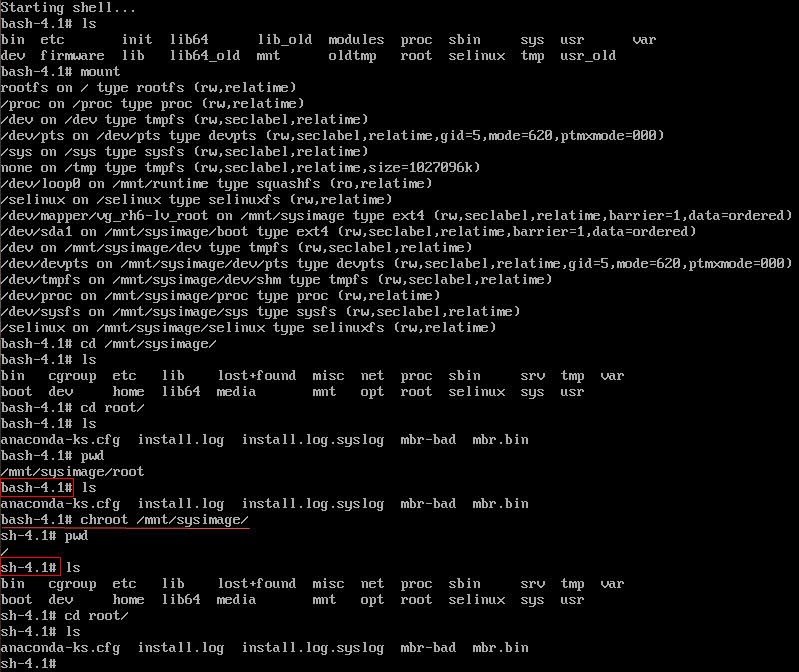 Starting shell...
bash-4.1# ls
bin  etc       init  lib64      lib_old  modules  proc  sbin     sys  usr      var
dev  firmware  lib   lib64_old  mnt      oldtmp   root  selinux  tmp  usr_old
bash-4.1# mount
rootfs on / type rootfs (rw,relatime)
/proc on /proc type proc (rw,relatime)
/dev on /dev type tmpfs (rw,seclabel,relatime)
/dev/pts on /dev/pts type devpts (rw,seclabel,relatime,gid=5,mode=620,ptmxmode=000)
/sys on /sys type sysfs (rw,seclabel,relatime)
none on /tmp type tmpfs (rw,seclabel,relatime,size=1027096k)
/dev/loop0 on /mnt/runtime type squashfs (ro,relatime)
/selinux on /selinux type selinuxfs (rw,relatime)
/dev/mapper/vg_rh6-lv_root on /mnt/sysimage type ext4 (rw,seclabel,relatime,barrier=1,data=ordered)
/dev/sda1 on /mnt/sysimage/boot type ext4 (rw,seclabel,relatime,barrier=1,data=ordered)
/dev on /mnt/sysimage/dev type tmpfs (rw,seclabel,relatime)
/dev/devpts on /mnt/sysimage/dev/pts type devpts (rw,seclabel,relatime,gid=5,mode=620,ptmxmode=000)
/dev/tmpfs on /mnt/sysimage/dev/shm type tmpfs (rw,seclabel,relatime)
/dev/proc on /mnt/sysimage/proc type proc (rw,relatime)
/dev/sysfs on /mnt/sysimage/sys type sysfs (rw,seclabel,relatime)
/selinux on /mnt/sysimage/selinux type selinuxfs (rw,relatime)
bash-4.1# cd /mnt/sysimage/
bash-4.1# ls
bin   cgroup  etc   lib    lost+found  misc  net  proc  sbin     srv  tmp  var
boot  dev     home  lib64  media       mnt   opt  root  selinux  sys  usr
bash-4.1# cd root/
bash-4.1# ls
anaconda-ks.cfg  install.log  install.log.syslog  mbr-bad  mbr.bin
bash-4.1# pwd
/mnt/sysimage/root
bash-4.1# ls
anaconda-ks.cfg  install.log  install.log.syslog  mbr-bad  mbr.bin
bash-4.1# chroot /mnt/sysimage/
sh-4.1# pwd
/
sh-4.1# ls
bin   cgroup  etc   lib    lost+found  misc  net  proc  sbin     srv  tmp  var
boot  dev     home  lib64  media       mnt   opt  root  selinux  sys  usr
sh-4.1# cd root/
sh-4.1# ls
anaconda-ks.cfg  install.log  install.log.syslog  mbr-bad  mbr.bin
sh-4.1#